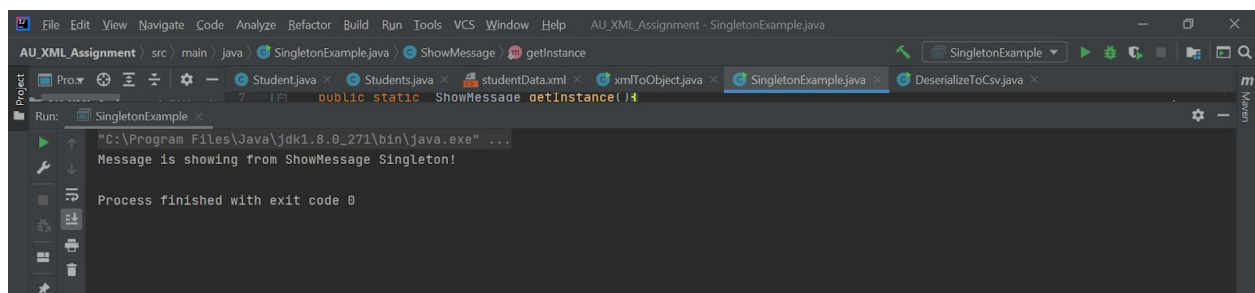 File Edit View Navigate Code Analyze Refactor Build Run Tools VCS Window Help AU_XML_Assignment - SingletonExample.java
AU_XML_Assignment src main java SingletonExample.java ShowMessage getInstance SingletonExample
Pro... Student.java Students.java studentData.xml xmlToObject.java SingletonExample.java DeserializeToCsv.java
Project
7 public static ShowMessage getInstance(){
Maven
Run: SingletonExample
"C:\Program Files\Java\jdk1.8.0_271\bin\java.exe" ...
Message is showing from ShowMessage Singleton!
Process finished with exit code 0